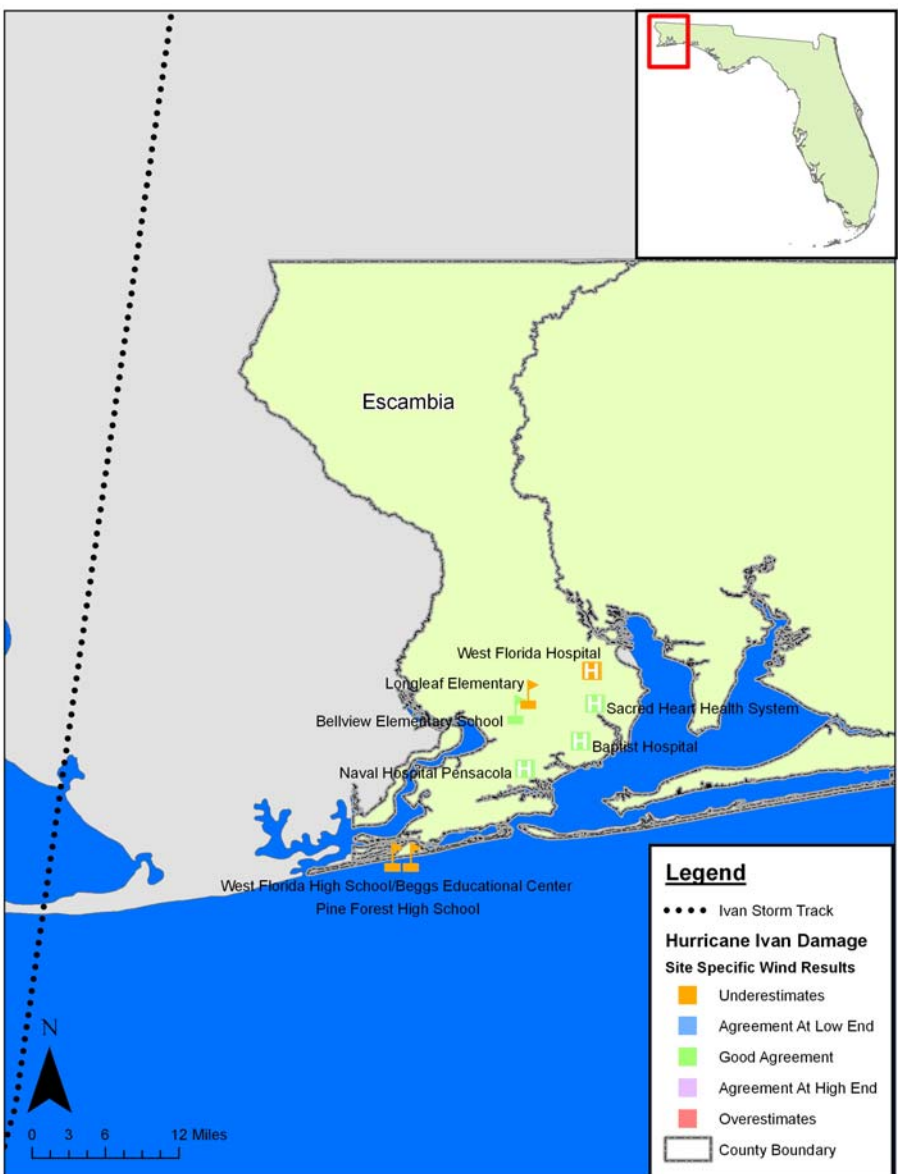 Escambia
West Florida Hospital
Longleaf Elementary
Sacred Heart Health System
Bellview Elementary School
Baptist Hospital
Naval Hospital Pensacola
West Florida High School/Beggs Educational Center
Pine Forest High School
H
H
H
H
N
0 3 6 12 Miles
Legend
Ivan Storm Track
Hurricane Ivan Damage
Site Specific Wind Results
Underestimates
Agreement At Low End
Good Agreement
Agreement At High End
Overestimates
County Boundary